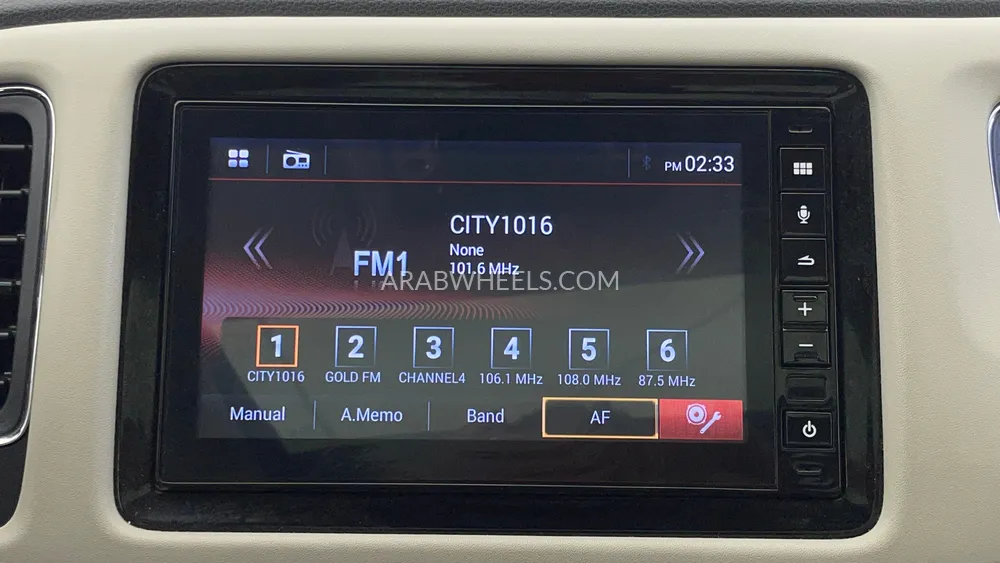 PM 02:33
CITY1016
None
FM1
101.6 MHz
ARABWHEELS.COM
1 2 3 4 5 6
CITY1016 GOLD FM CHANNEL4 106.1 MHz 108.0 MHz 87.5 MHz
Manual A.Memo Band AF
+
−